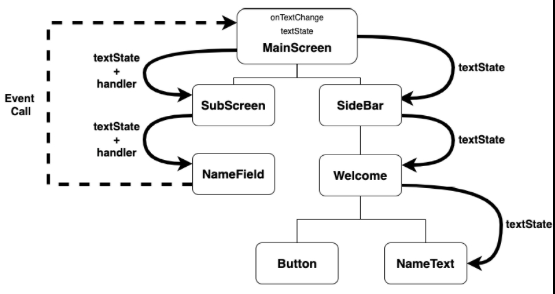 onTextChange
textState
MainScreen
textState
+
handler
textState
Event
Call
SubScreen
SideBar
textState
+
handler
textState
NameField
Welcome
textState
Button
NameText